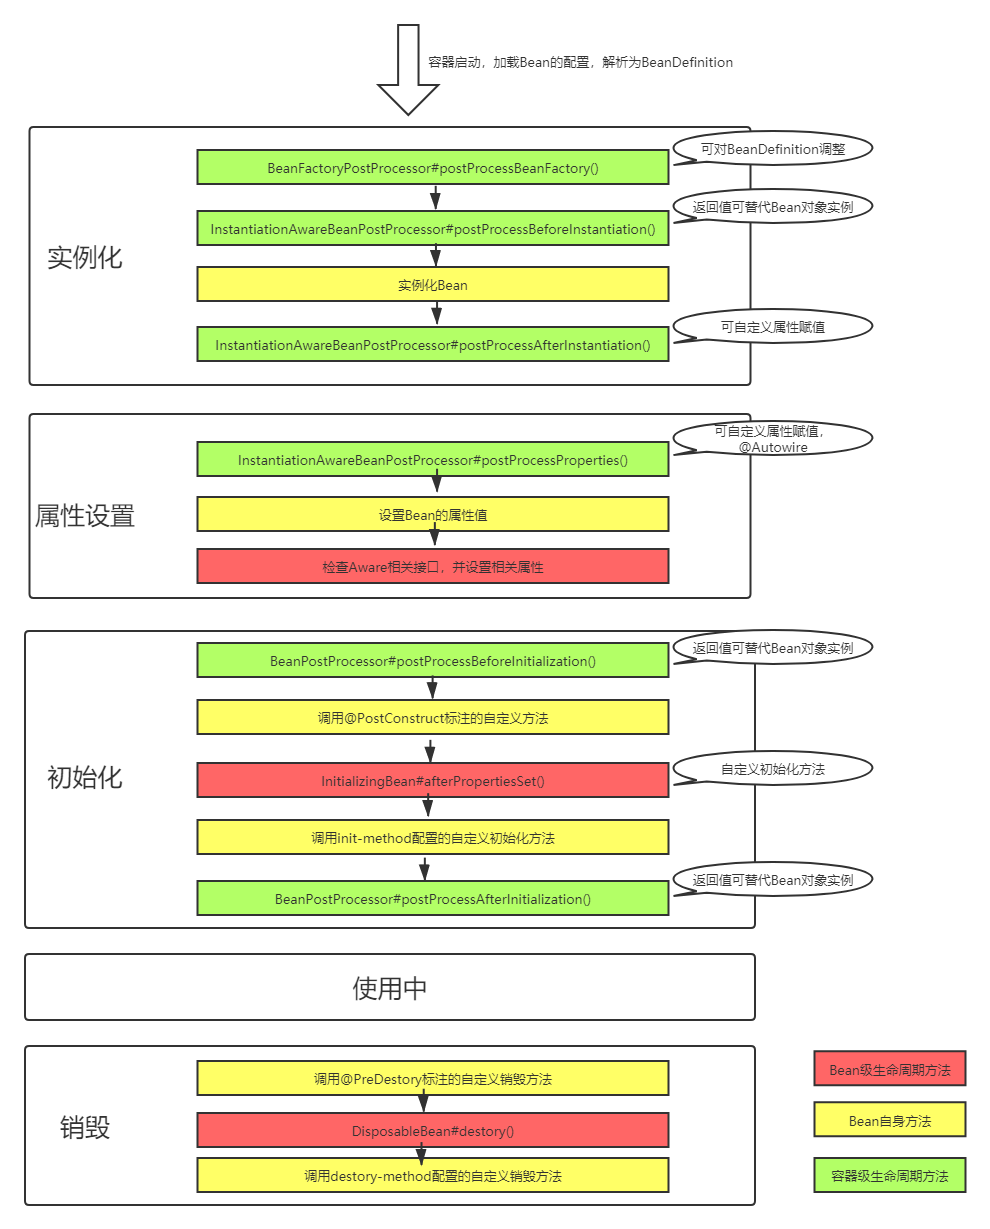 容器启动，加载Bean的配置，解析为BeanDefinition
可对BeanDefinition调整
BeanFactoryPostProcessor#postProcessBeanFactory()
返回值可替代Bean对象实例
InstantiationAwareBeanPostProcessor#postProcessBeforeInstantiation()
实例化
实例化Bean
可自定义属性赋值
InstantiationAwareBeanPostProcessor#postProcessAfterInstantiation()
可自定义属性赋值，
@Autowire
InstantiationAwareBeanPostProcessor#postProcessProperties()
属性设置
设置Bean的属性值
检查Aware相关接口，并设置相关属性
返回值可替代Bean对象实例
BeanPostProcessor#postProcessBeforeInitialization()
调用@PostConstruct标注的自定义方法
初始化
自定义初始化方法
InitializingBean#afterPropertiesSet()
调用init-method配置的自定义初始化方法
返回值可替代Bean对象实例
BeanPostProcessor#postProcessAfterInitialization()
使用中
调用@PreDestory标注的自定义销毁方法
销毁
DisposableBean#destory()
调用destory-method配置的自定义销毁方法
Bean级生命周期方法
Bean自身方法
容器级生命周期方法